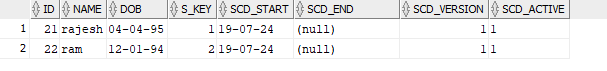 ID NAME DOB S_KEY SCD_START SCD_END SCD_VERSION SCD_ACTIVE
1 21 rajesh 04-04-95 1 19-07-24 (null) 1 1
2 22 ram 12-01-94 2 19-07-24 (null) 1 1